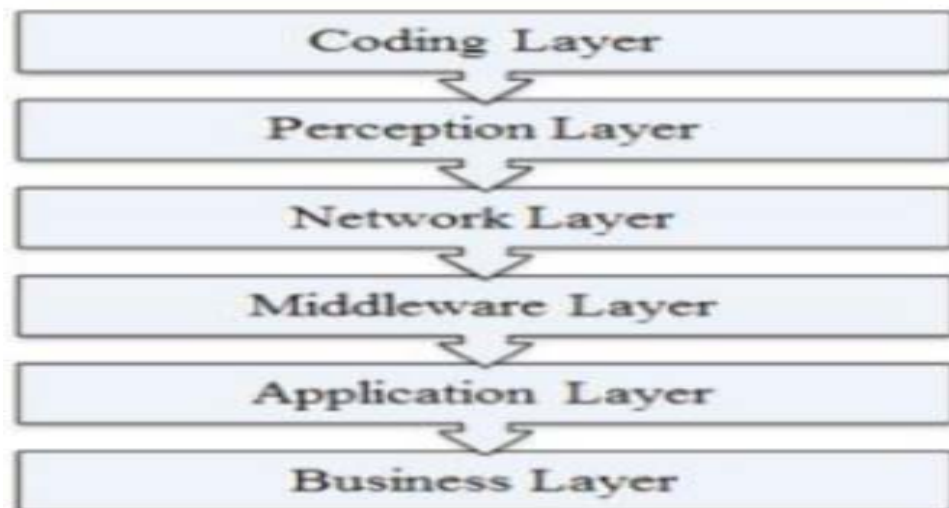 Coding Layer
Perception Layer
Network Layer
Middleware Layer
Application Layer
Business Layer